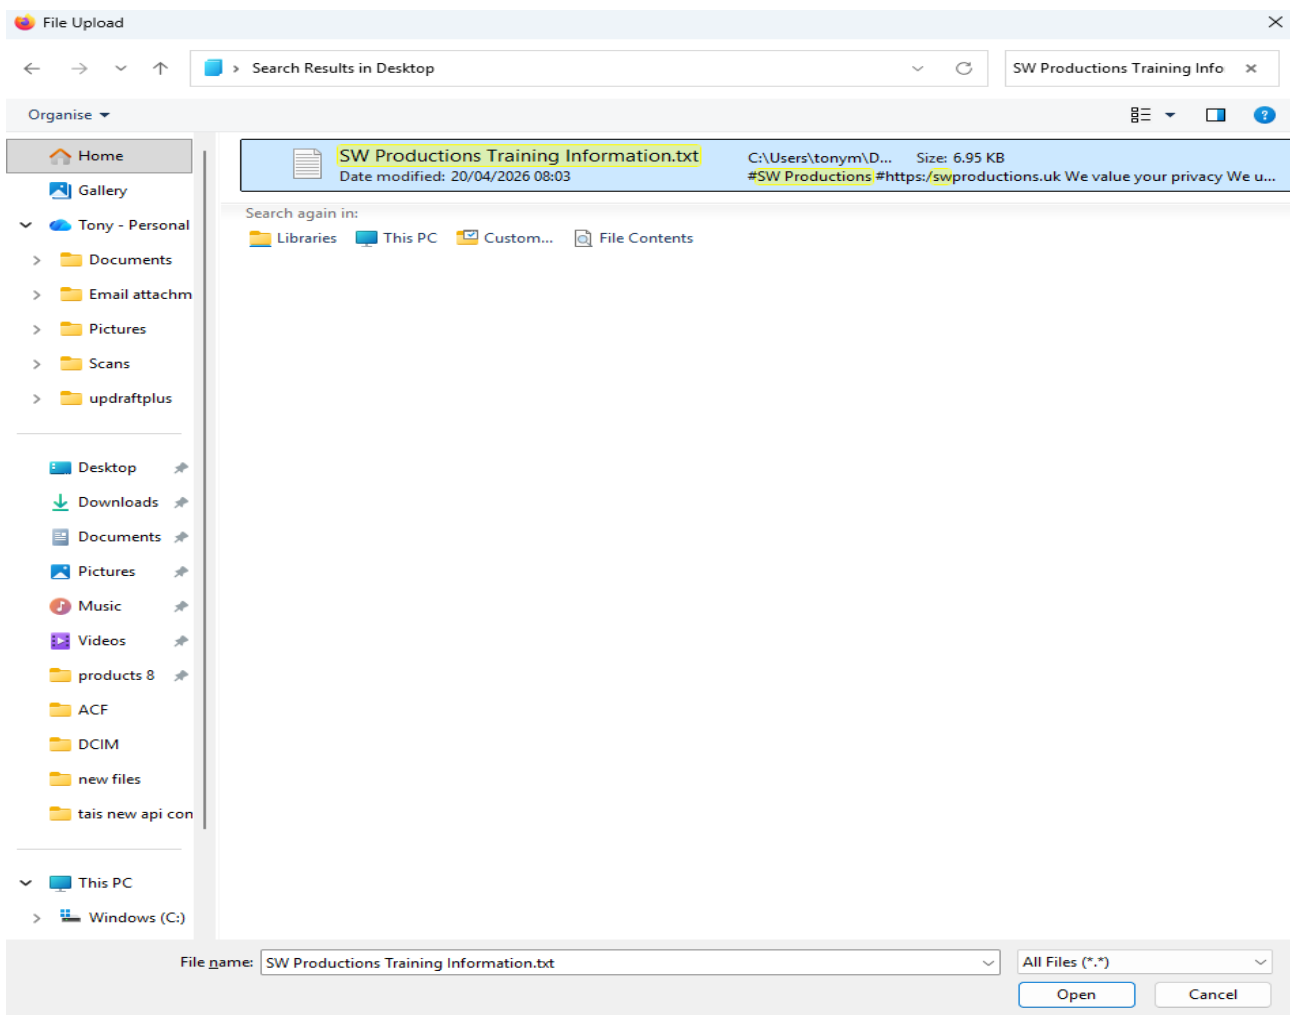 File Upload
Search Results in Desktop
SW Productions Training Info
Organise
Home
Gallery
Tony - Personal
Documents
Email attachm
Pictures
Scans
updraftplus
Desktop
Downloads
Documents
Pictures
Music
Videos
products 8
ACF
DCIM
new files
tais new api con
This PC
Windows (C:)
SW Productions Training Information.txt
Date modified: 20/04/2026 08:03
C:\Users\tonym\D... Size: 6.95 KB
#SW Productions #https:/swproductions.uk We value your privacy We u...
Search again in:
Libraries This PC Custom... File Contents
File name: SW Productions Training Information.txt
All Files (*.*)
Open Cancel